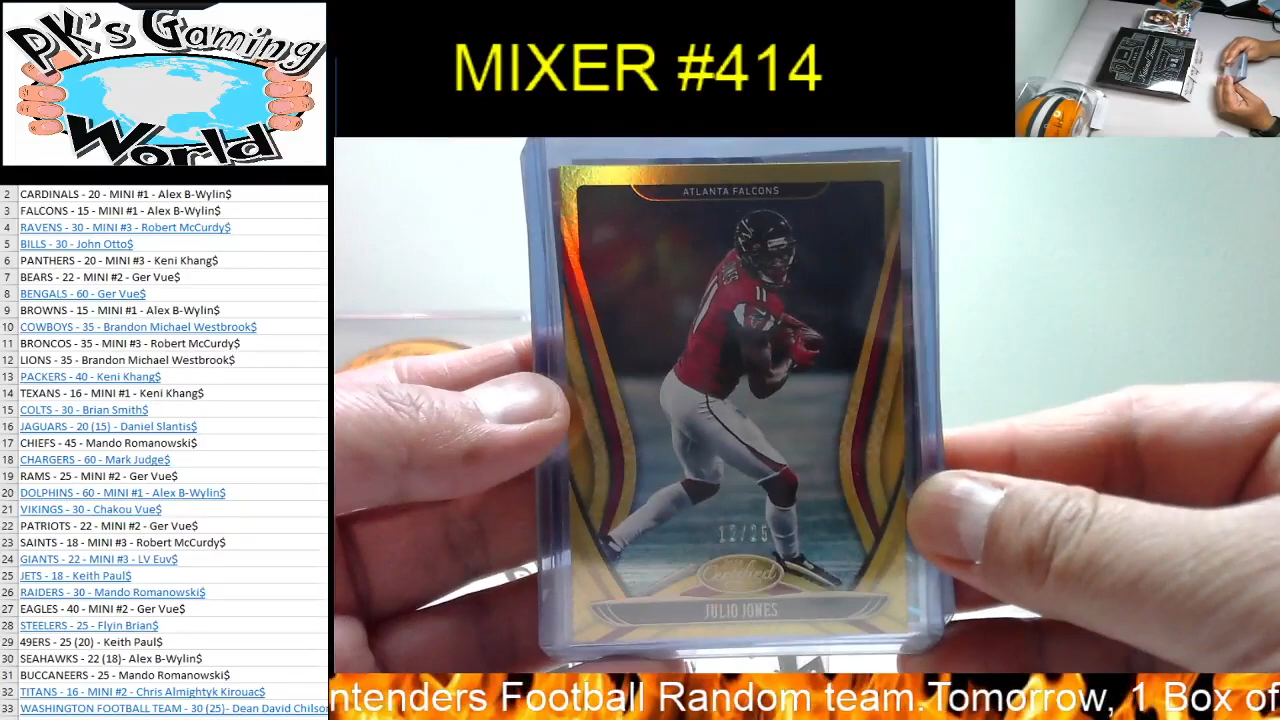 PK's Gaming
World
MIXER #414
2 CARDINALS - 20 - MINI #1 - Alex B-Wylin$
3 FALCONS - 15 - MINI #1 - Alex B-Wylin$
4 RAVENS - 30 - MINI #3 - Robert McCurdy$
5 BILLS - 30 - John Otto$
6 PANTHERS - 20 - MINI #3 - Keni Khang$
7 BEARS - 22 - MINI #2 - Ger Vue$
8 BENGALS - 60 - Ger Vue$
9 BROWNS - 15 - MINI #1 - Alex B-Wylin$
10 COWBOYS - 35 - Brandon Michael Westbrook$
11 BRONCOS - 35 - MINI #3 - Robert McCurdy$
12 LIONS - 35 - Brandon Michael Westbrook$
13 PACKERS - 40 - Keni Khang$
14 TEXANS - 16 - MINI #1 - Keni Khang$
15 COLTS - 30 - Brian Smith$
16 JAGUARS - 20 (15) - Daniel Slantis$
17 CHIEFS - 45 - Mando Romanowski$
18 CHARGERS - 60 - Mark Judge$
19 RAMS - 25 - MINI #2 - Ger Vue$
20 DOLPHINS - 60 - MINI #1 - Alex B-Wylin$
21 VIKINGS - 30 - Chakou Vue$
22 PATRIOTS - 22 - MINI #2 - Ger Vue$
23 SAINTS - 18 - MINI #3 - Robert McCurdy$
24 GIANTS - 22 - MINI #3 - LV Euv$
25 JETS - 18 - Keith Paul$
26 RAIDERS - 30 - Mando Romanowski$
27 EAGLES - 40 - MINI #2 - Ger Vue$
28 STEELERS - 25 - Flyin Brian$
29 49ERS - 25 (20) - Keith Paul$
30 SEAHAWKS - 22 (18)- Alex B-Wylin$
31 BUCCANEERS - 25 - Mando Romanowski$
32 TITANS - 16 - MINI #2 - Chris Almightyk Kirouac$
33 WASHINGTON FOOTBALL TEAM - 30 (25)- Dean David Chilson
ATLANTA FALCONS
11
12/25
Certified
JULIO JONES
ntenders Football Random team.Tomorrow, 1 Box of